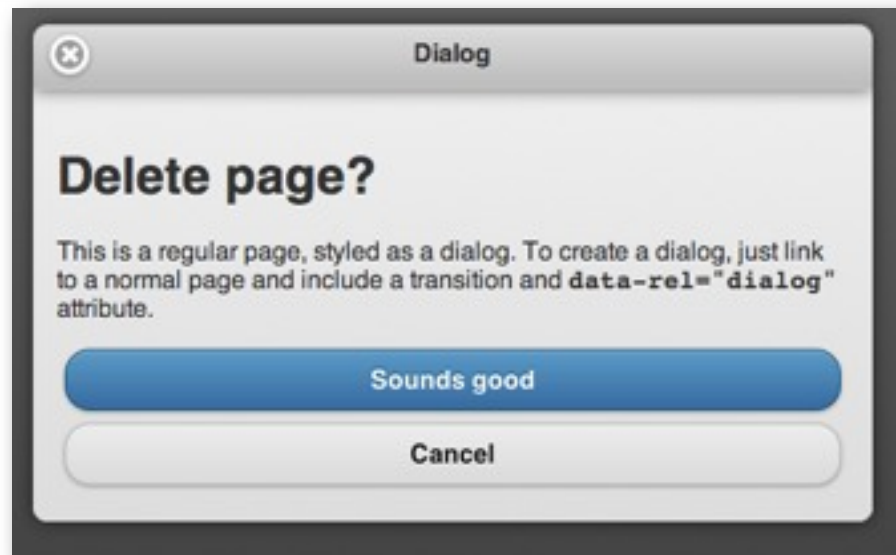 Dialog
Delete page?
This is a regular page, styled as a dialog. To create a dialog, just link
to a normal page and include a transition and data-rel="dialog"
attribute.
Sounds good
Cancel